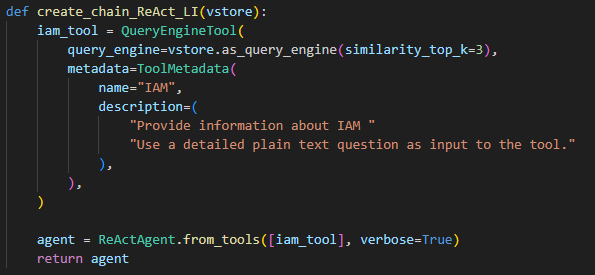 def create_chain_ReAct_LI(vstore):
    iam_tool = QueryEngineTool(
        query_engine=vstore.as_query_engine(similarity_top_k=3),
        metadata=ToolMetadata(
            name="IAM",
            description=(
                "Provide information about IAM "
                "Use a detailed plain text question as input to the tool."
            ),
        ),
    )
    agent = ReActAgent.from_tools([iam_tool], verbose=True)
    return agent